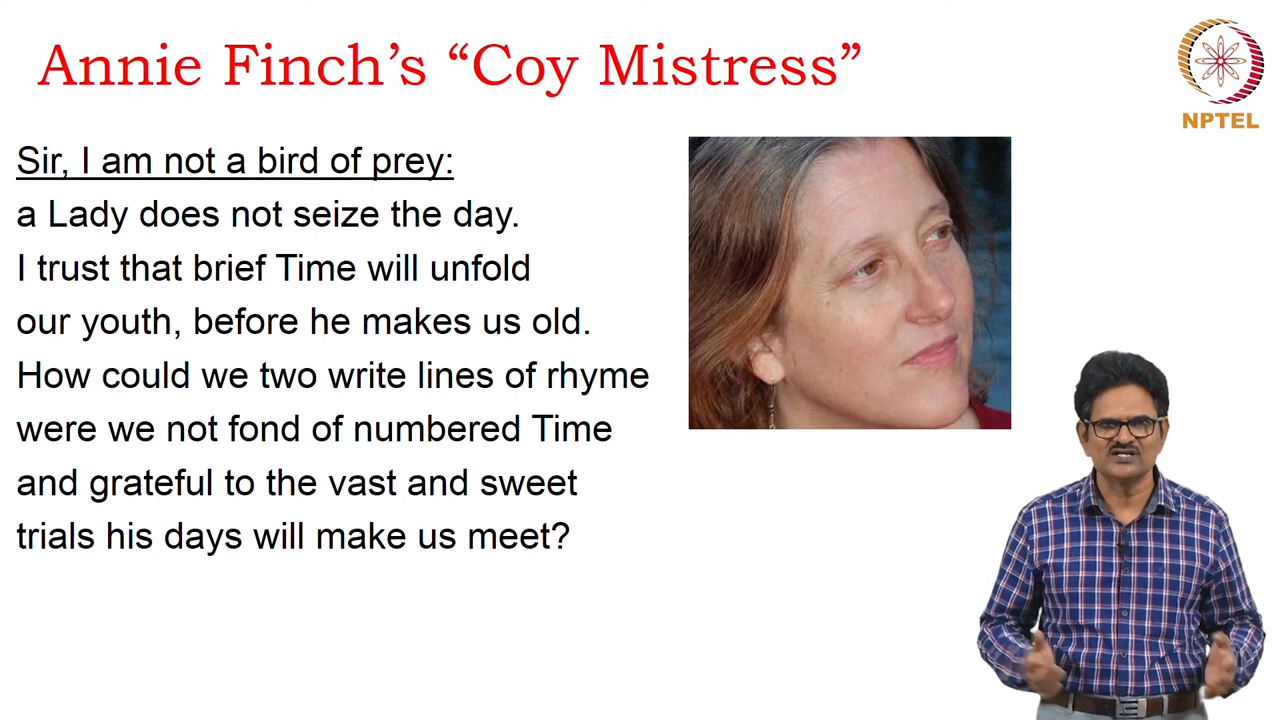 Annie Finch’s “Coy Mistress”
NPTEL
Sir, I am not a bird of prey:
a Lady does not seize the day.
I trust that brief Time will unfold
our youth, before he makes us old.
How could we two write lines of rhyme
were we not fond of numbered Time
and grateful to the vast and sweet
trials his days will make us meet?